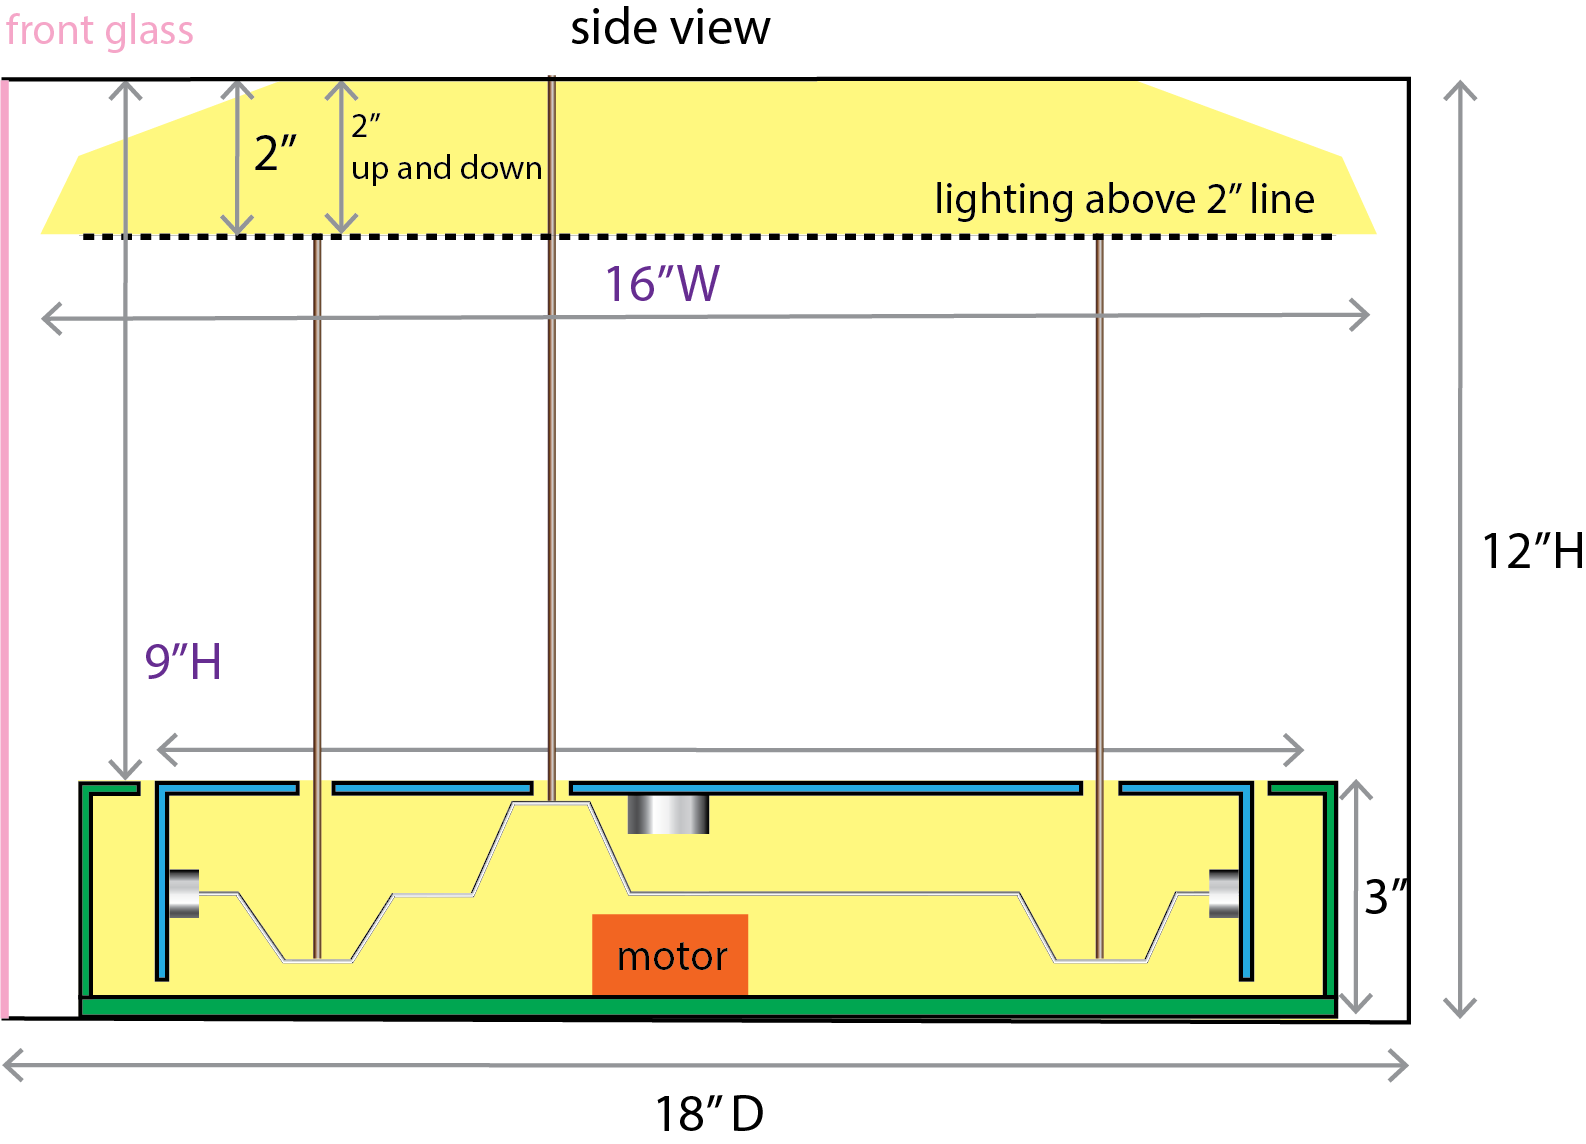 front glass
side view
2”
2”
up and down
lighting above 2” line
16”W
12”H
9”H
3”
motor
18” D